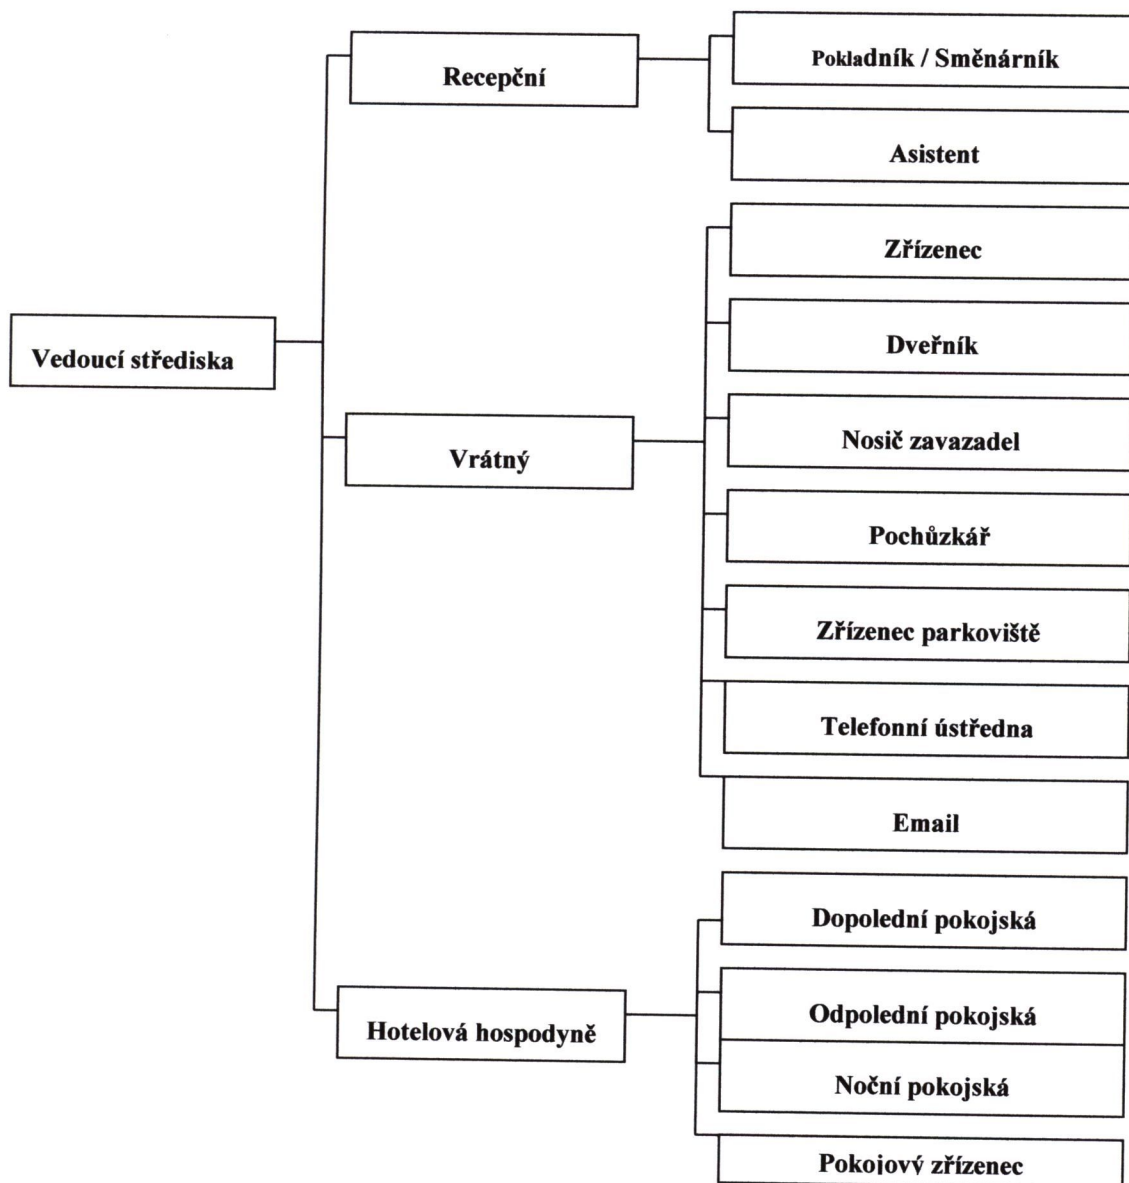 Vedoucí střediska
Recepční
Pokladník / Směnárník
Asistent
Vrátný
Zřízenec
Dveřník
Nosič zavazadel
Pochůzkář
Zřízenec parkoviště
Telefonní ústředna
Email
Hotelová hospodyně
Dopolední pokojská
Odpolední pokojská
Noční pokojská
Pokojový zřízenec